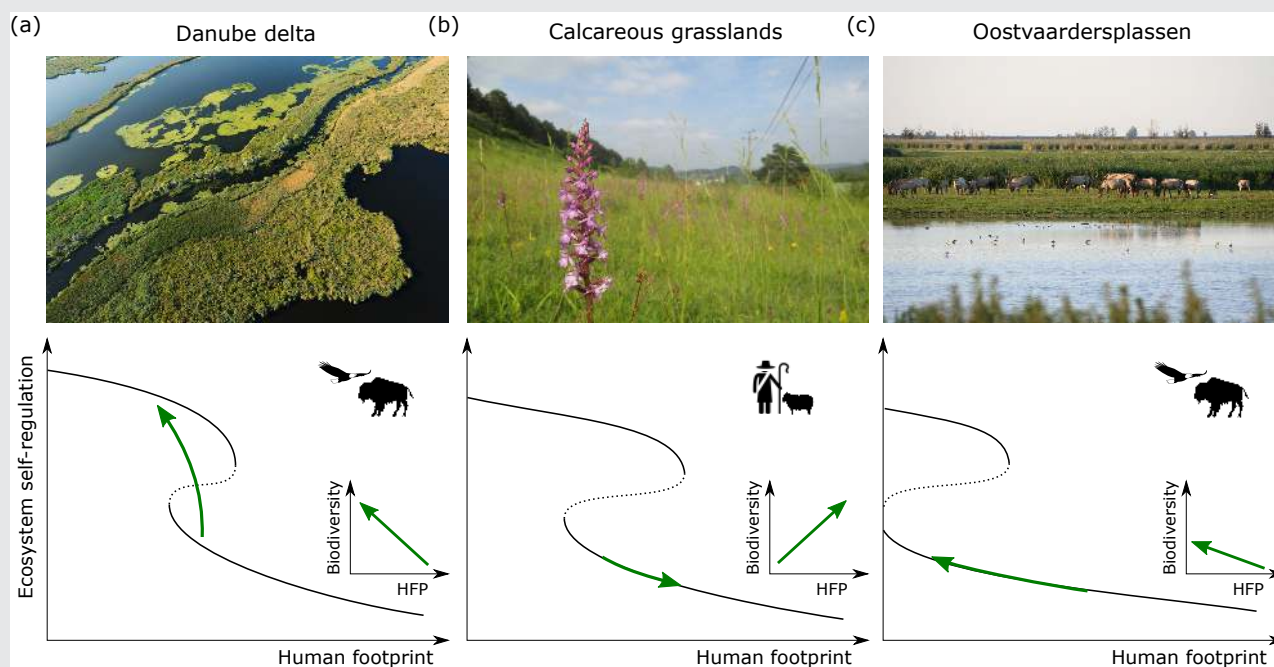 (a)
Danube delta
(b)
Calcareous grasslands
(c)
Oostvaardersplassen
Ecosystem self-regulation
Biodiversity
HFP
Human footprint
Biodiversity
HFP
Human footprint
Biodiversity
HFP
Human footprint